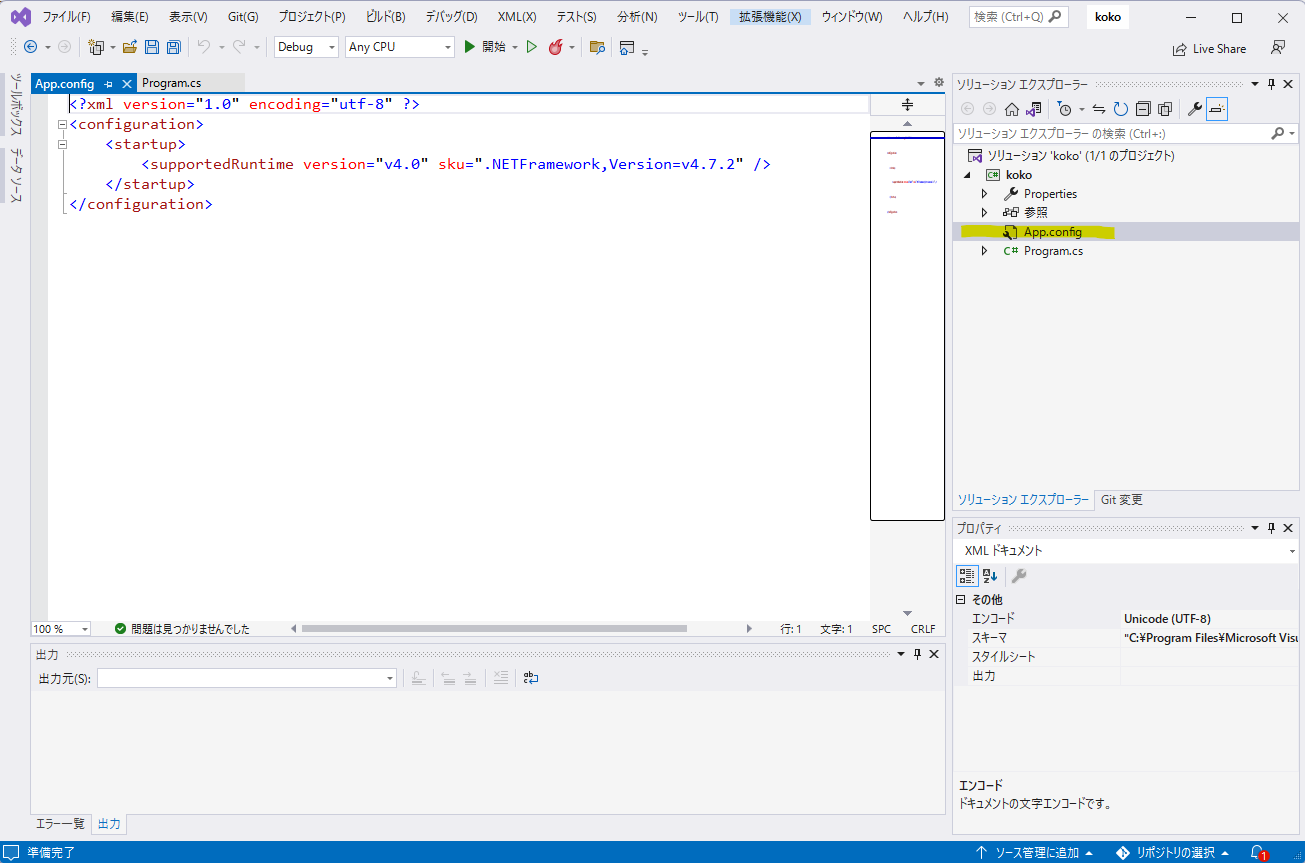 ファイル(F) 編集(E) 表示(V) Git(G) プロジェクト(P) ビルド(B) デバッグ(D) XML(X) テスト(S) 分析(N) ツール(T) 拡張機能(X) ウィンドウ(W) ヘルプ(H) 検索 (Ctrl+Q) koko
Debug Any CPU 開始 Live Share
ツールボックス
データ ソース
App.config Program.cs
<?xml version="1.0" encoding="utf-8" ?>
<configuration>
<startup>
<supportedRuntime version="v4.0" sku=".NETFramework,Version=v4.7.2" />
</startup>
</configuration>
100 % 問題は見つかりませんでした 行: 1 文字: 1 SPC CRLF
出力
出力元(S):
エラー一覧 出力
ソリューション エクスプローラー
ソリューション エクスプローラー の検索 (Ctrl+:)
ソリューション 'koko' (1/1 のプロジェクト)
koko
Properties
参照
App.config
Program.cs
ソリューション エクスプローラー Git 変更
プロパティ
XML ドキュメント
その他
エンコード Unicode (UTF-8)
スキーマ "C:¥Program Files¥Microsoft Visu
スタイルシート
出力
エンコード
ドキュメントの文字エンコードです。
準備完了 ソース管理に追加 リポジトリの選択 1